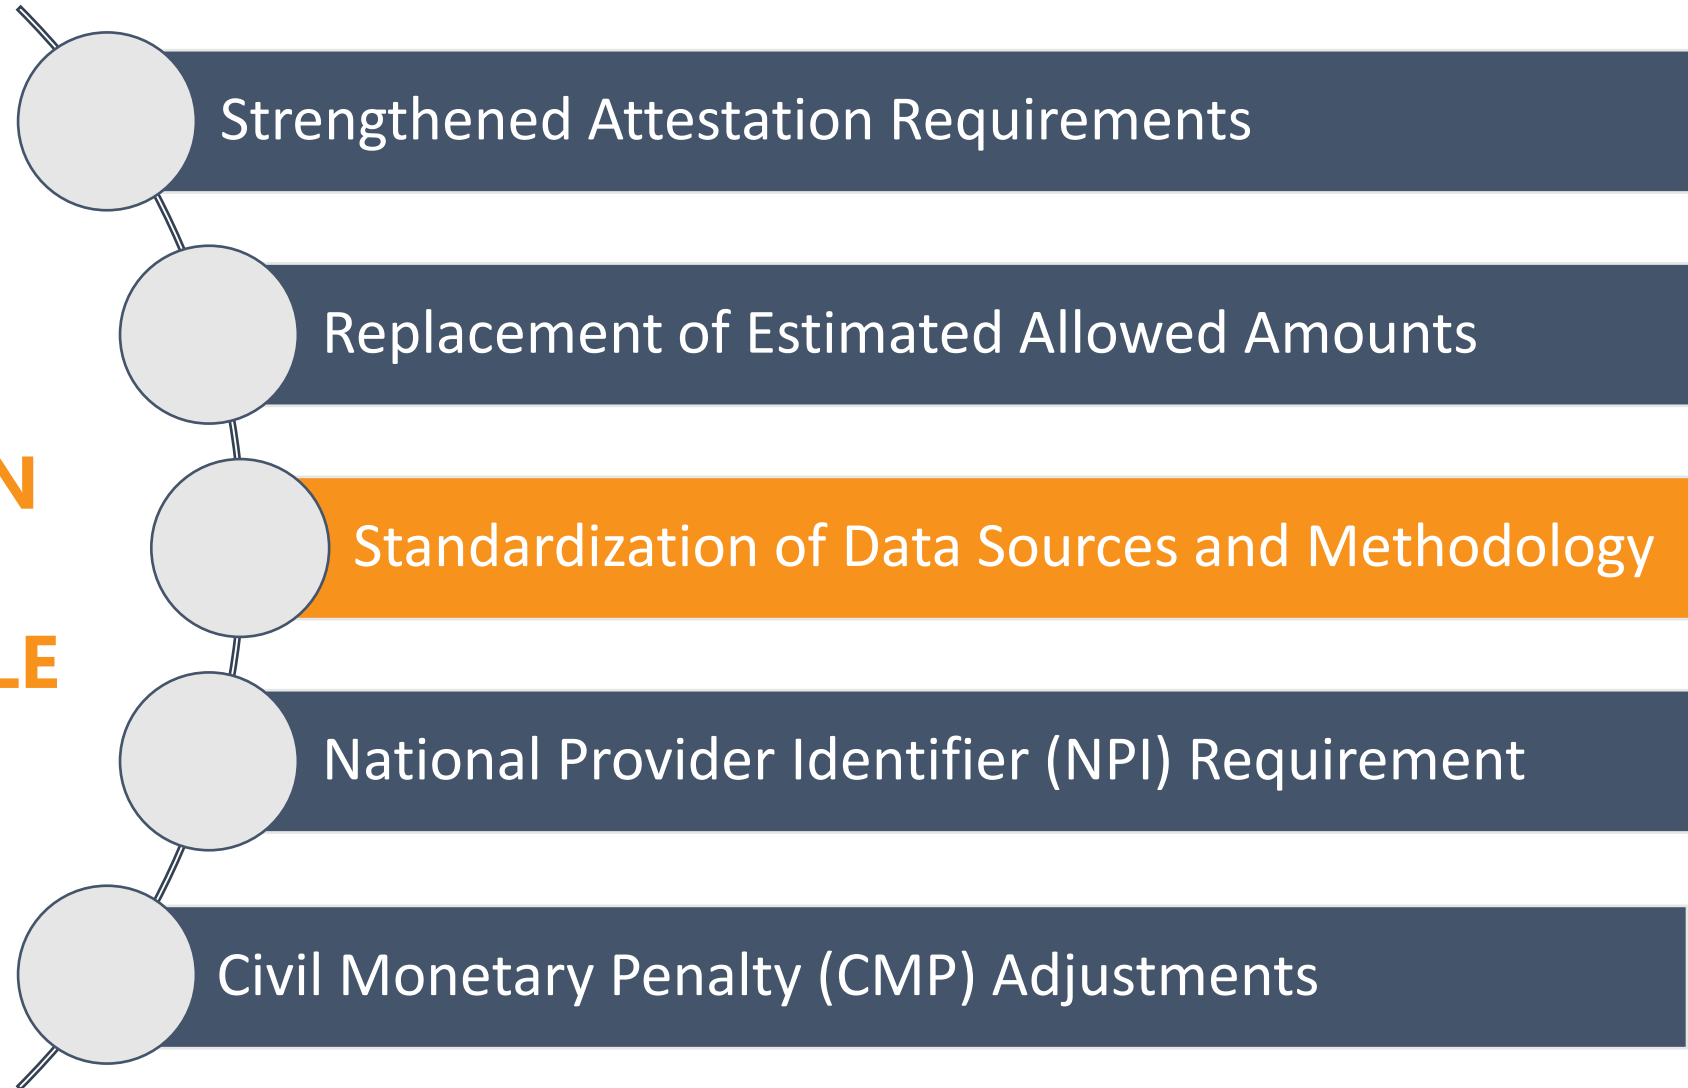 Strengthened Attestation Requirements
Replacement of Estimated Allowed Amounts
N
Standardization of Data Sources and Methodology
LE
National Provider Identifier (NPI) Requirement
Civil Monetary Penalty (CMP) Adjustments